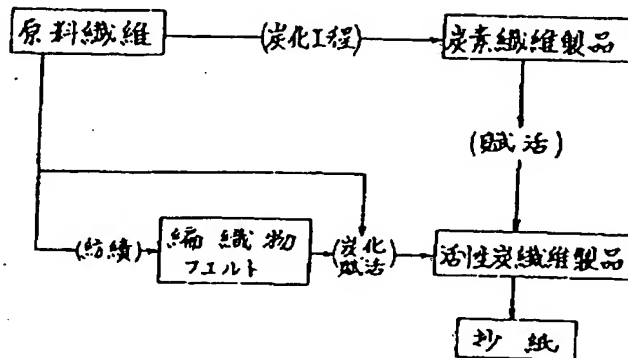 原料繊維
(炭化工程)
炭素繊維製品
(賦活)
(紡績)
編織物
フエルト
(炭化
賦活)
活性炭繊維製品
抄紙